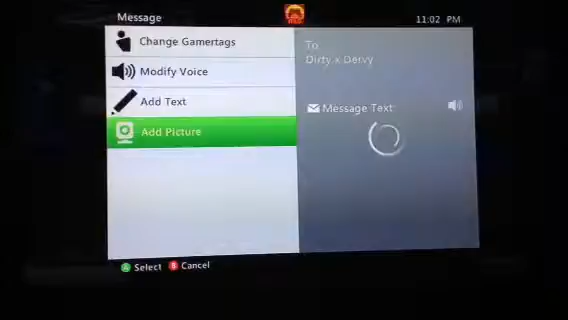 Message
11:02 PM
Change Gamertags
Modify Voice
Add Text
Add Picture
To
Dirty x Dervy
Message Text:
A Select B Cancel